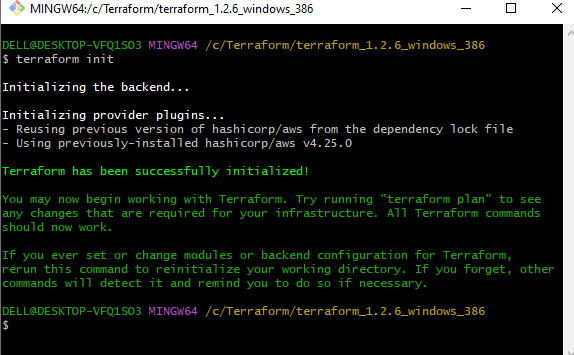 MINGW64:/c/Terraform/terraform_1.2.6_windows_386
DELL@DESKTOP-VFQ1SO3 MINGW64 /c/Terraform/terraform_1.2.6_windows_386
$ terraform init
Initializing the backend...
Initializing provider plugins...
- Reusing previous version of hashicorp/aws from the dependency lock file
- Using previously-installed hashicorp/aws v4.25.0
Terraform has been successfully initialized!
You may now begin working with Terraform. Try running "terraform plan" to see
any changes that are required for your infrastructure. All Terraform commands
should now work.
If you ever set or change modules or backend configuration for Terraform,
rerun this command to reinitialize your working directory. If you forget, other
commands will detect it and remind you to do so if necessary.
DELL@DESKTOP-VFQ1SO3 MINGW64 /c/Terraform/terraform_1.2.6_windows_386
$